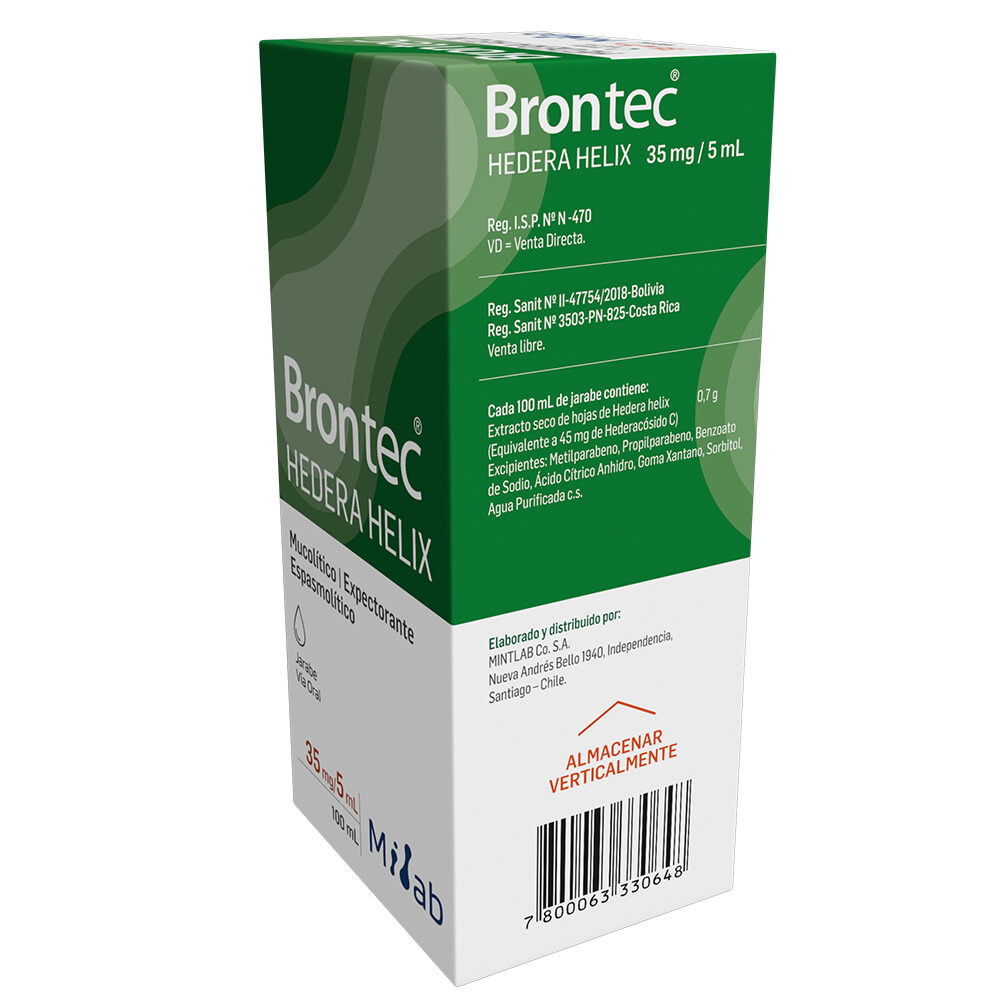 Brontec®
HEDERA HELIX 35 mg / 5 mL
Reg. I.S.P. Nº N-470
VD = Venta Directa.
Reg. Sanit Nº II-47754/2018-Bolivia
Reg. Sanit Nº 3503-PN-825-Costa Rica
Venta libre.
Cada 100 mL de jarabe contiene:
Extracto seco de hojas de Hedera helix 0,7 g
(Equivalente a 45 mg de Hederacósido C)
Excipientes: Metilparabeno, Propilparabeno, Benzoato
de Sodio, Ácido Cítrico Anhidro, Goma Xantano, Sorbitol,
Agua Purificada c.s.
Elaborado y distribuido por:
MINTLAB Co. S.A.
Nueva Andrés Bello 1940, Independencia,
Santiago – Chile.
ALMACENAR
VERTICALMENTE
7 800063 330648
Brontec®
HEDERA HELIX
Mucolítico | Expectorante
Espasmolítico
Jarabe
Vía Oral
35 mg/5 mL
100 mL
Milab